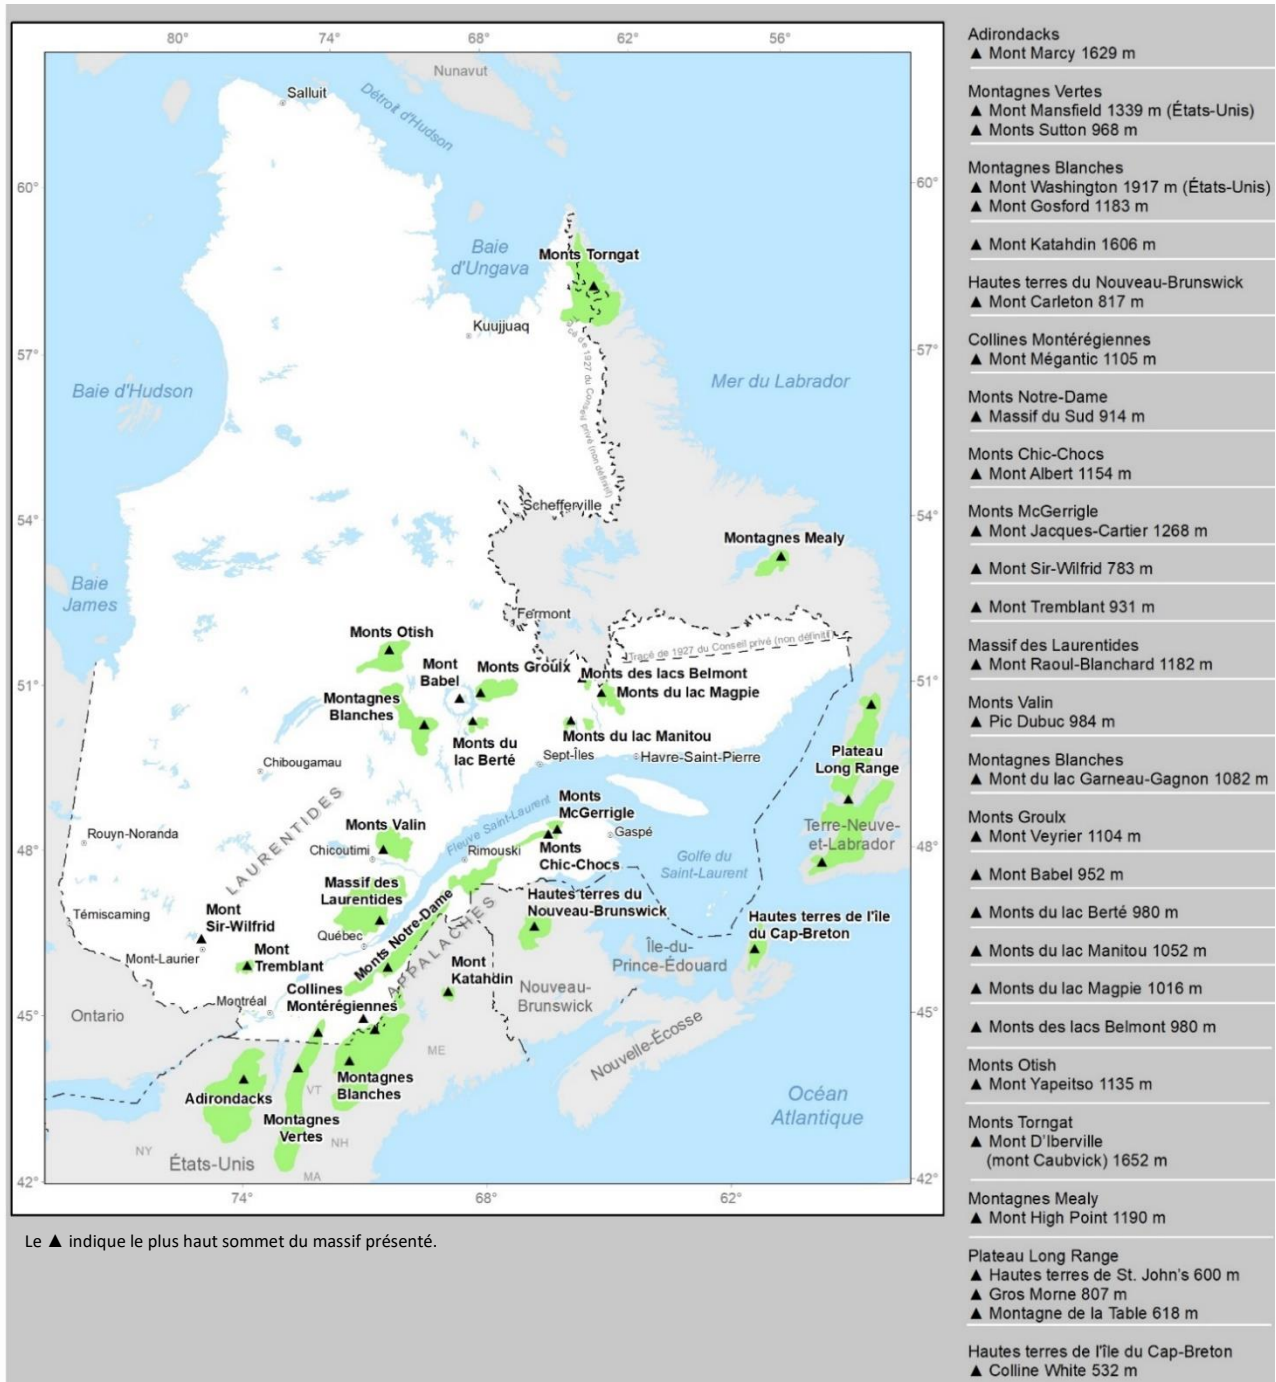 80°
74°
68°
62°
56°
Nunavut
Salluit
Détroit d'Hudson
60°
60°
Baie
d'Ungava
Monts Torngat
Kuujjuaq
57°
57°
Tracé de 1927 du Conseil privé (non définitif)
Baie d'Hudson
Mer du Labrador
Schefferville
54°
54°
Montagnes Mealy
Baie
James
Fermont
Tracé de 1927 du Conseil privé (non définitif)
Monts Otish
Mont
Babel
Monts Groulx
Monts des lacs Belmont
51°
51°
Monts du lac Magpie
Montagnes
Blanches
Monts du
lac Berté
Monts du lac Manitou
Sept-Îles
Havre-Saint-Pierre
Plateau
Long Range
Chibougamau
LAURENTIDES
Monts
McGerrigle
Fleuve Saint-Laurent
Monts Valin
Rouyn-Noranda
Chicoutimi
Rimouski
Gaspé
Terre-Neuve-
et-Labrador
48°
48°
Monts
Chic-Chocs
Golfe du
Saint-Laurent
Massif des
Laurentides
Monts Notre-Dame
APPALACHES
Hautes terres du
Nouveau-Brunswick
Témiscaming
Mont
Sir-Wilfrid
Hautes terres de l'île
du Cap-Breton
Québec
Mont-Laurier
Mont
Tremblant
Mont
Katahdin
Île-du-
Prince-Édouard
Collines
Montérégiennes
Nouveau-
Brunswick
Montréal
Ontario
45°
45°
Nouvelle-Écosse
ME
Adirondacks
VT
Montagnes
Blanches
Océan
Atlantique
Montagnes
Vertes
NY
NH
États-Unis
MA
42°
42°
74°
68°
62°
Le ▲ indique le plus haut sommet du massif présenté.
Adirondacks
▲ Mont Marcy 1629 m
Montagnes Vertes
▲ Mont Mansfield 1339 m (États-Unis)
▲ Monts Sutton 968 m
Montagnes Blanches
▲ Mont Washington 1917 m (États-Unis)
▲ Mont Gosford 1183 m
▲ Mont Katahdin 1606 m
Hautes terres du Nouveau-Brunswick
▲ Mont Carleton 817 m
Collines Montérégiennes
▲ Mont Mégantic 1105 m
Monts Notre-Dame
▲ Massif du Sud 914 m
Monts Chic-Chocs
▲ Mont Albert 1154 m
Monts McGerrigle
▲ Mont Jacques-Cartier 1268 m
▲ Mont Sir-Wilfrid 783 m
▲ Mont Tremblant 931 m
Massif des Laurentides
▲ Mont Raoul-Blanchard 1182 m
Monts Valin
▲ Pic Dubuc 984 m
Montagnes Blanches
▲ Mont du lac Garneau-Gagnon 1082 m
Monts Groulx
▲ Mont Veyrier 1104 m
▲ Mont Babel 952 m
▲ Monts du lac Berté 980 m
▲ Monts du lac Manitou 1052 m
▲ Monts du lac Magpie 1016 m
▲ Monts des lacs Belmont 980 m
Monts Otish
▲ Mont Yapeitso 1135 m
Monts Torngat
▲ Mont D'Iberville
(mont Caubvick) 1652 m
Montagnes Mealy
▲ Mont High Point 1190 m
Plateau Long Range
▲ Hautes terres de St. John's 600 m
▲ Gros Morne 807 m
▲ Montagne de la Table 618 m
Hautes terres de l'île du Cap-Breton
▲ Colline White 532 m